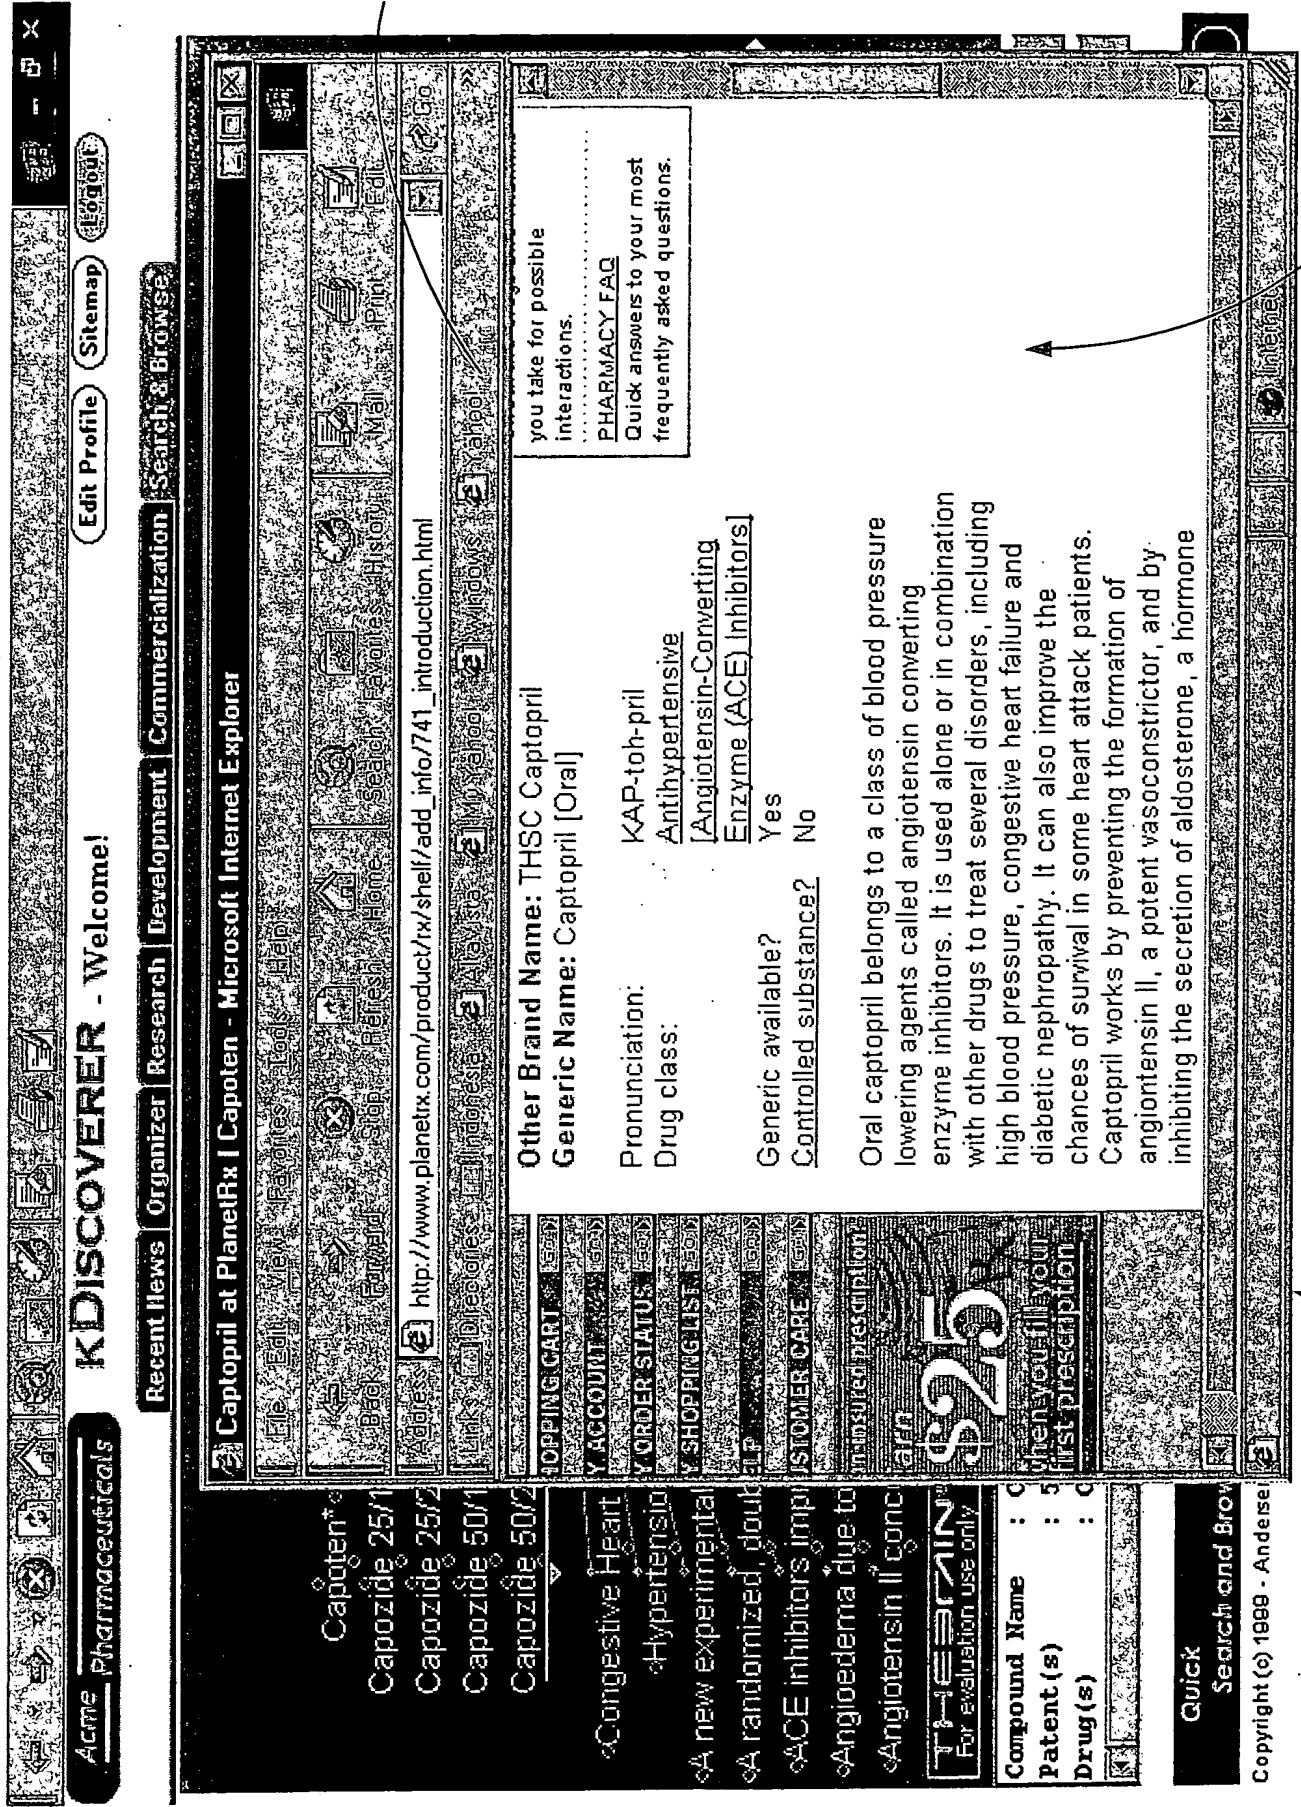 Acme Pharmaceuticals
KDISCOVERER - Welcome!
Edit Profile Sitemap Logout
Recent News Organizer Research Development Commercialization Search & Browse
Captopril at PlanetRx | Capoten - Microsoft Internet Explorer
File Edit View Favorites Tools Help
Back Forward Stop Refresh Home Search Favorites History Mail Print Edit
Address http://www.planetrx.com/product/rx/shelf/add_info/741_introduction.html Go
Links Directories Indonesia Altavista My Yahoo! Windows Yahoo! »
you take for possible
interactions.
PHARMACY FAQ
Quick answers to your most
frequently asked questions.
Other Brand Name: THSC Captopril
Generic Name: Captopril [Oral]
Pronunciation: KAP-toh-pril
Drug class: Antihypertensive
[Angiotensin-Converting
Enzyme (ACE) Inhibitors]
Generic available? Yes
Controlled substance? No
Oral captopril belongs to a class of blood pressure
lowering agents called angiotensin converting
enzyme inhibitors. It is used alone or in combination
with other drugs to treat several disorders, including
high blood pressure, congestive heart failure and
diabetic nephropathy. It can also improve the
chances of survival in some heart attack patients.
Captopril works by preventing the formation of
angiortensin II, a potent vasoconstrictor, and by
inhibiting the secretion of aldosterone, a hormone
OPPING CART
Y ACCOUNT
Y ORDER STATUS
Y SHOPPING LIST
ELP
STOMER CARE
n-insured prescription
arn
$25
when you fill your
first prescription
Internet
Capoten*
Capozide 25/1
Capozide 25/2
Capozide 50/1
Capozide 50/2
Congestive Heart
Hypertensio
A new experimental
A randomized, doub
ACE inhibitors impr
Angioedema due to
Angiotensin II conc
THEBRAIN
For evaluation use only
Compound Name : C
Patent(s) : 5
Drug(s) : C
Quick
Search and Brow
Copyright (c) 1999 - Andersei